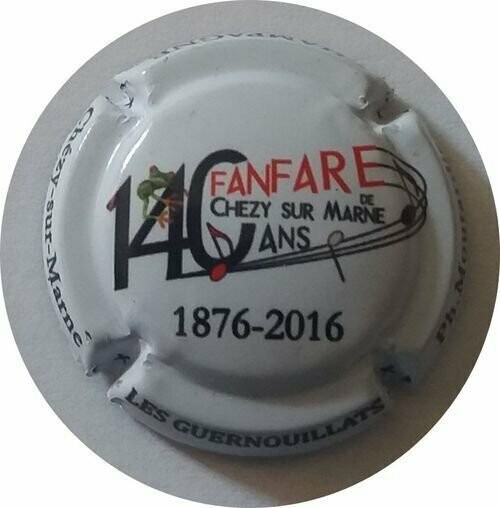 FANFARE
DE
140 CHEZY SUR MARNE
ANS
1876-2016
Chézy-sur-Marne
LES GUERNOUILLATS